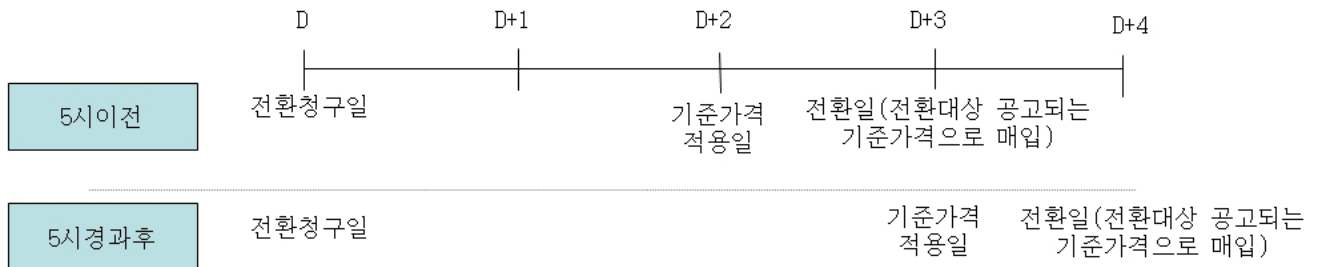 D D+1 D+2 D+3 D+4
5시이전
전환청구일
기준가격
적용일
전환일(전환대상 공고되는
기준가격으로 매입)
5시경과후
전환청구일
기준가격
적용일
전환일(전환대상 공고되는
기준가격으로 매입)